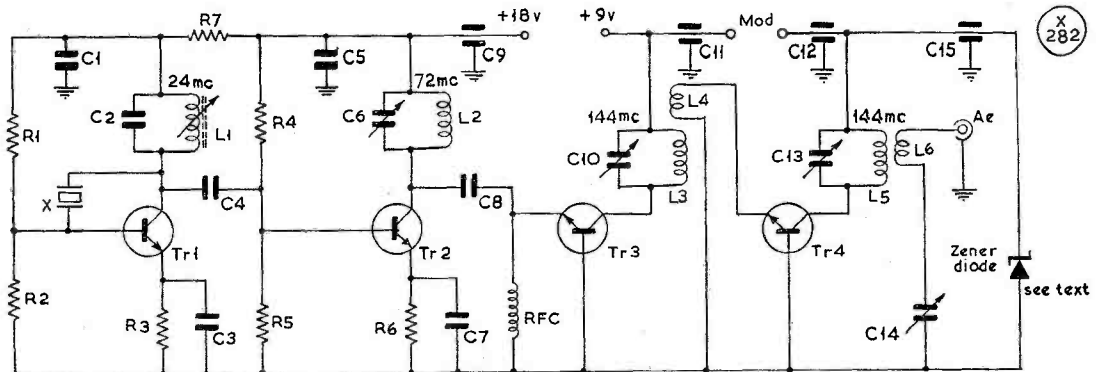 R7
+18v
+9v
Mod
X
282
C1
C5
C9
C11
C12
C15
24mc
72mc
L4
C2
L1
R4
C6
L2
144mc
144mc
Ae
R1
C10
C13
L6
X
C4
C8
L3
L5
Tr1
Tr2
Tr3
Tr4
Zener
diode
see text
R2
R3
C3
R5
R6
C7
RFC
C14